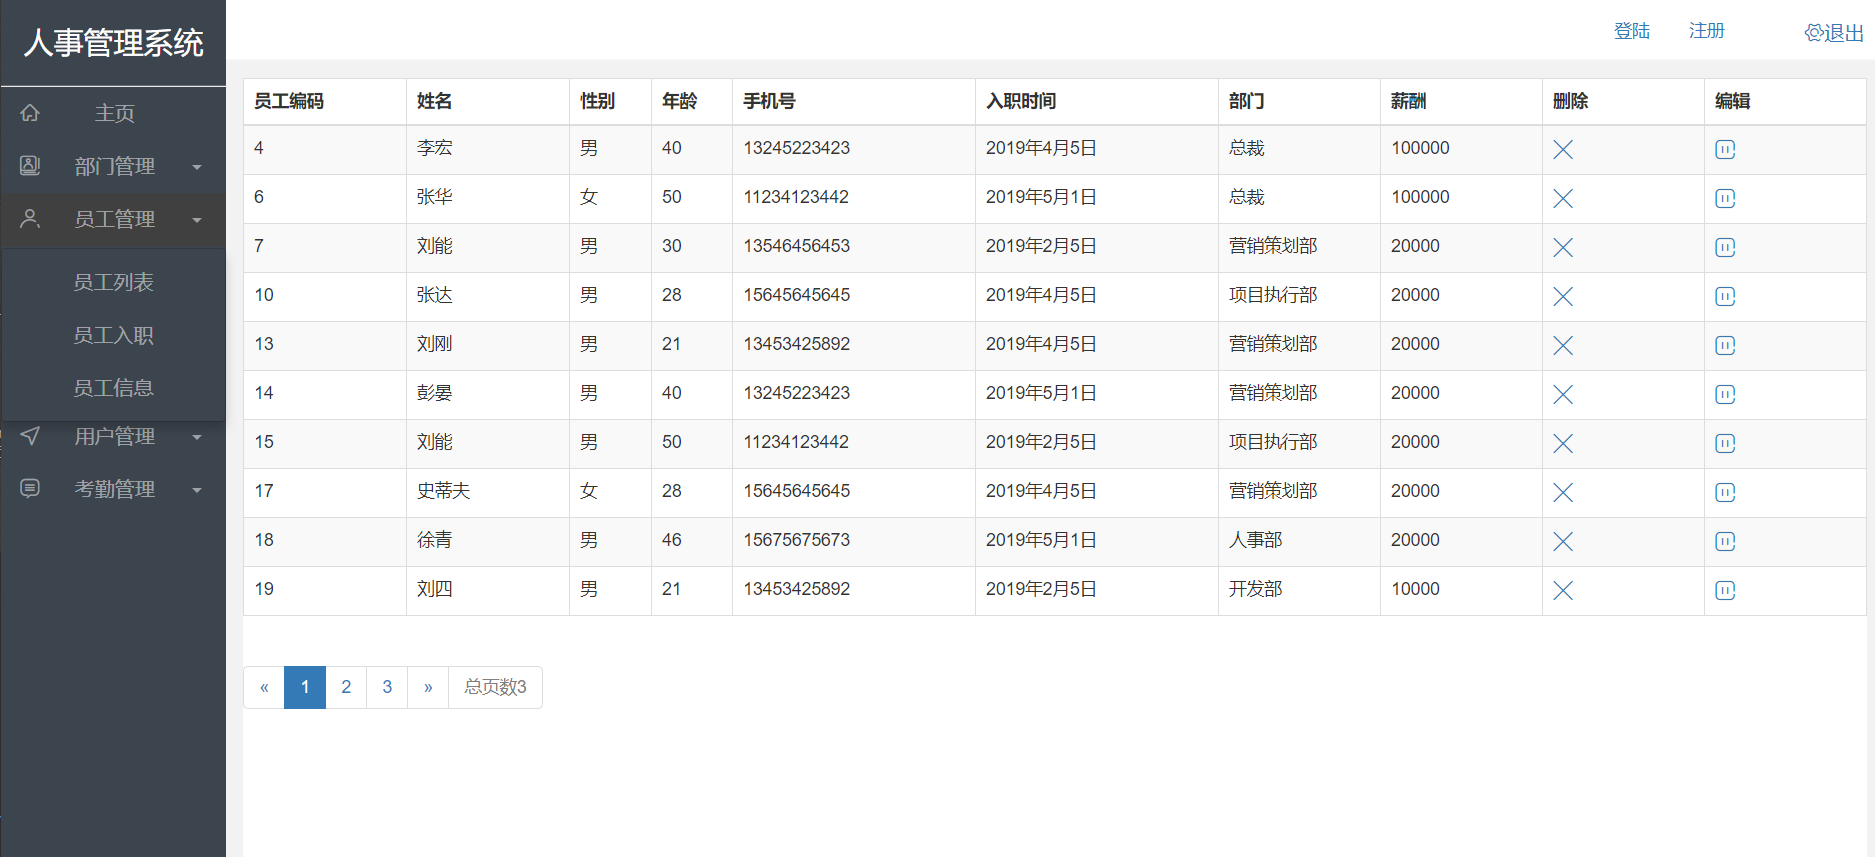 人事管理系统
主页
部门管理
员工管理
员工列表
员工入职
员工信息
用户管理
考勤管理
登陆 注册 退出
员工编码 姓名 性别 年龄 手机号 入职时间 部门 薪酬 删除 编辑
4 李宏 男 40 13245223423 2019年4月5日 总裁 100000
6 张华 女 50 11234123442 2019年5月1日 总裁 100000
7 刘能 男 30 13546456453 2019年2月5日 营销策划部 20000
10 张达 男 28 15645645645 2019年4月5日 项目执行部 20000
13 刘刚 男 21 13453425892 2019年4月5日 营销策划部 20000
14 彭晏 男 40 13245223423 2019年5月1日 营销策划部 20000
15 刘能 男 50 11234123442 2019年2月5日 项目执行部 20000
17 史蒂夫 女 28 15645645645 2019年4月5日 营销策划部 20000
18 徐青 男 46 15675675673 2019年5月1日 人事部 20000
19 刘四 男 21 13453425892 2019年2月5日 开发部 10000
« 1 2 3 » 总页数3